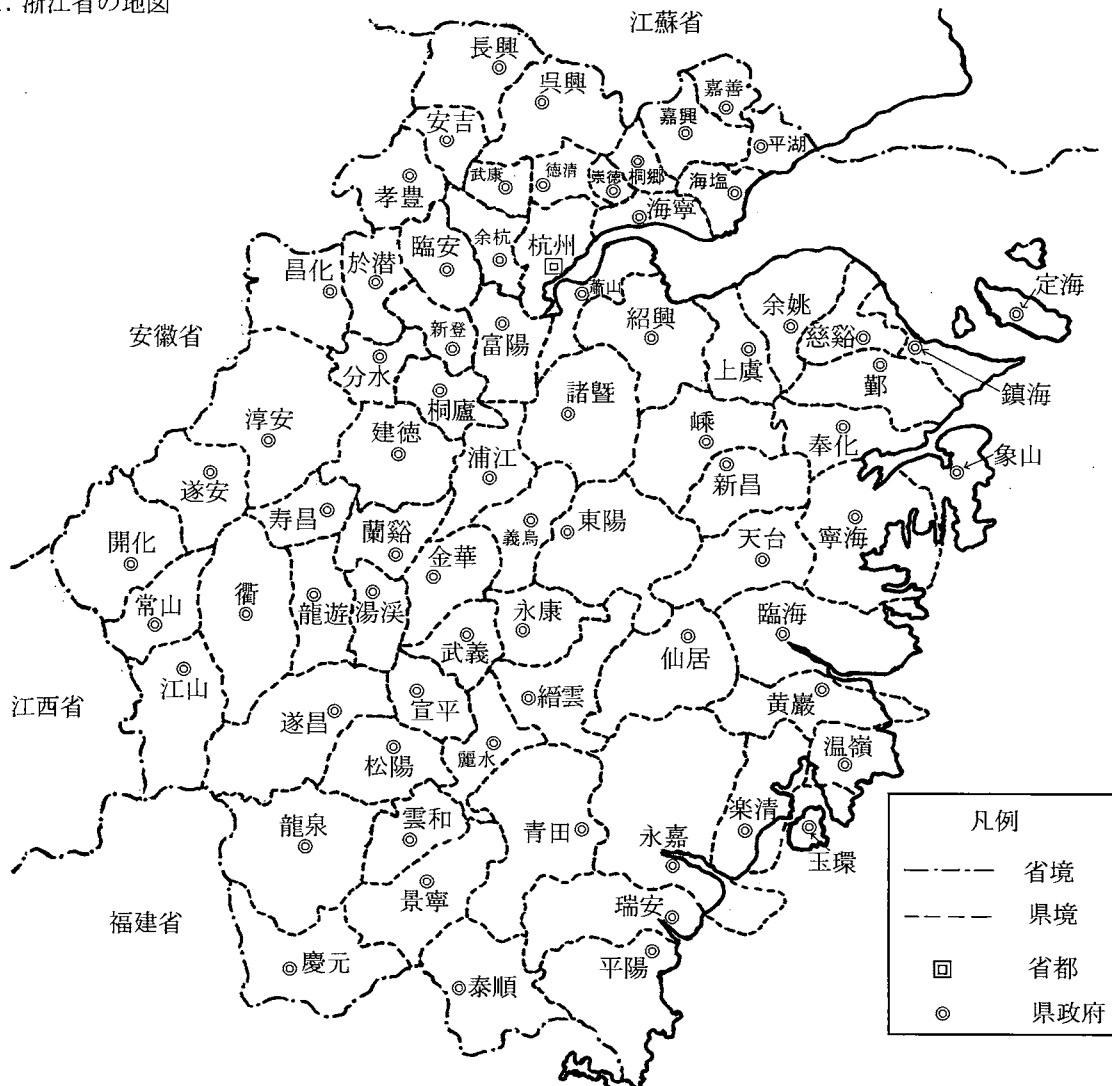 浙江省の地図
江蘇省
長興
呉興
嘉善
嘉興
平湖
安吉
武康
徳清
崇徳
桐郷
海塩
孝豊
海寧
臨安
余杭
杭州
昌化
於潜
定海
蕭山
余姚
紹興
慈谿
安徽省
新登
富陽
上虞
鄞
分水
鎮海
桐廬
諸曁
淳安
建徳
嵊
奉化
浦江
象山
遂安
新昌
寿昌
蘭谿
義烏
東陽
開化
金華
天台
寧海
常山
衢
龍遊
湯渓
永康
臨海
武義
仙居
江山
江西省
宣平
縉雲
黄巖
遂昌
松陽
麗水
温嶺
龍泉
雲和
青田
楽清
永嘉
玉環
景寧
福建省
瑞安
慶元
平陽
泰順
凡例
省境
県境
省都
県政府